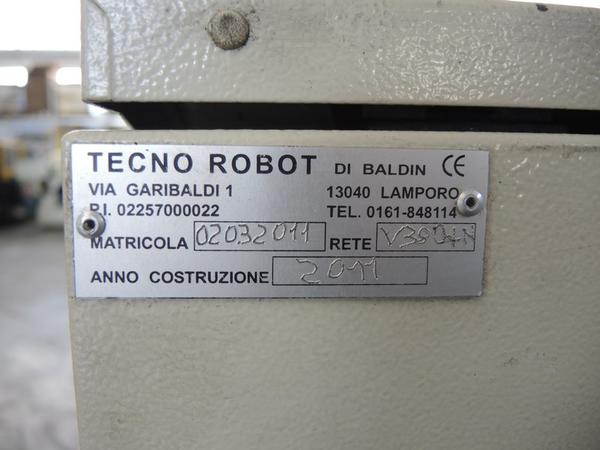 TECNO ROBOT DI BALDIN CE
VIA GARIBALDI 1 13040 LAMPORO
P.I. 02257000022 TEL. 0161-848114
MATRICOLA 02032011 RETE
ANNO COSTRUZIONE 2011